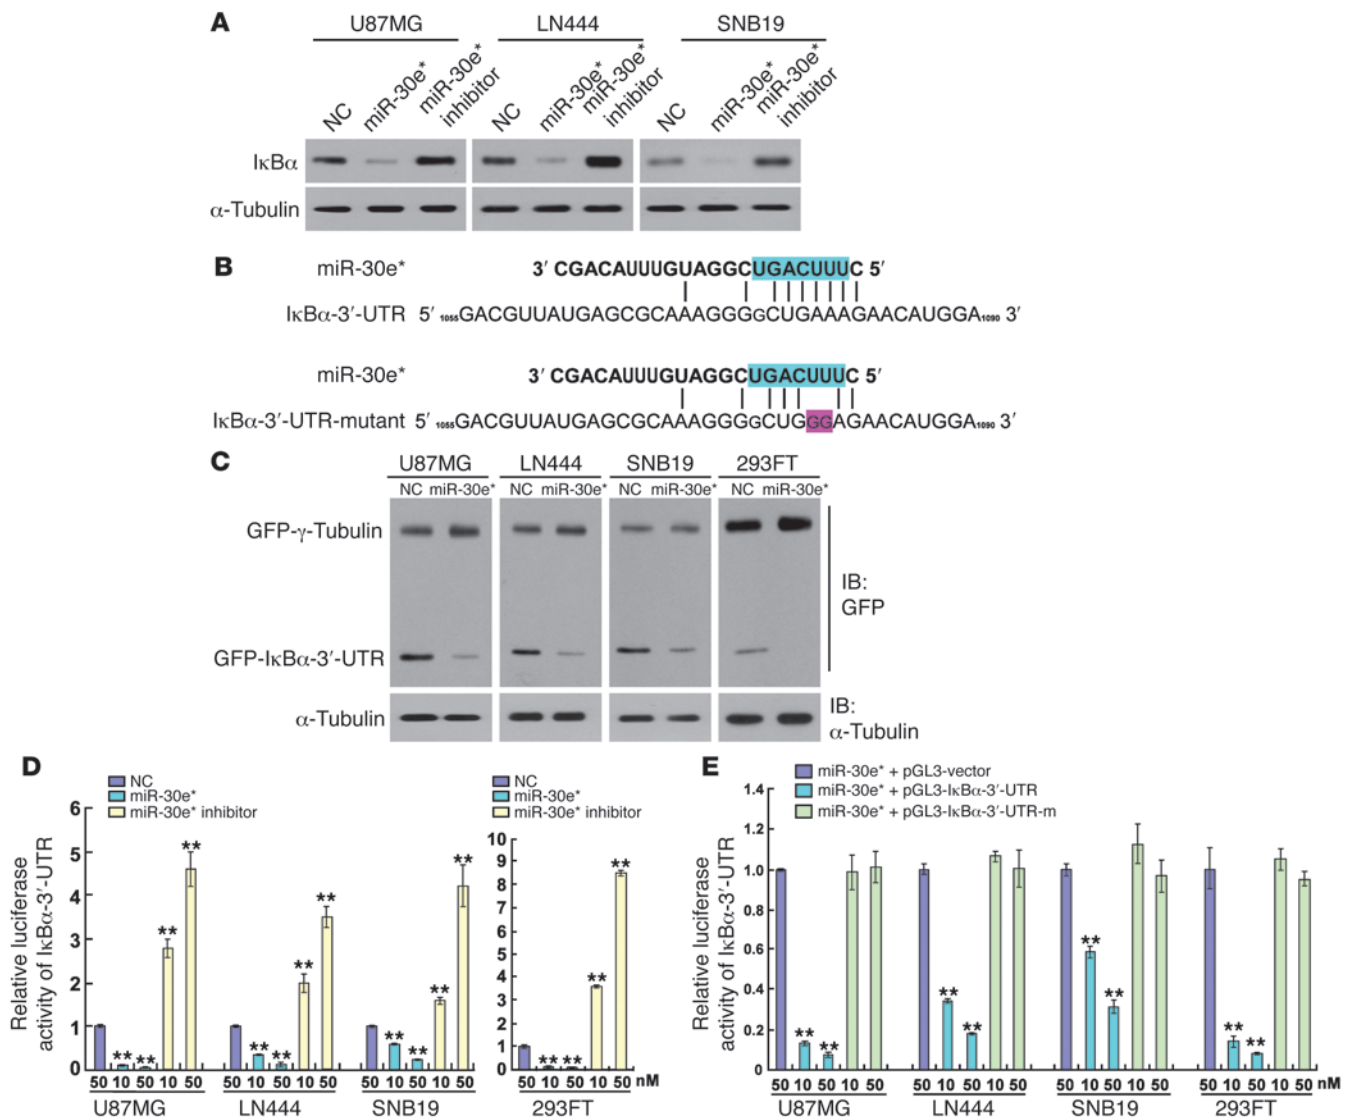 A
U87MG LN444 SNB19
NC miR-30e* miR-30e* inhibitor NC miR-30e* miR-30e* inhibitor NC miR-30e* miR-30e* inhibitor
IκBα
α-Tubulin
B
miR-30e* 3′ CGACAUUUGUAGGCUGACUUUC 5′
IκBα-3′-UTR 5′ 1055GACGUUAUGAGCGCAAAGGGGCUGAAAGAACAUGGA1090 3′
miR-30e* 3′ CGACAUUUGUAGGCUGACUUUC 5′
IκBα-3′-UTR-mutant 5′ 1055GACGUUAUGAGCGCAAAGGGGCUGGGAGAACAUGGA1090 3′
C
U87MG LN444 SNB19 293FT
NC miR-30e* NC miR-30e* NC miR-30e* NC miR-30e*
GFP-γ-Tubulin
IB:
GFP
GFP-IκBα-3′-UTR
α-Tubulin
IB:
α-Tubulin
D
NC
miR-30e*
miR-30e* inhibitor
NC
miR-30e*
miR-30e* inhibitor
Relative luciferase
activity of IκBα-3′-UTR
6
5
4
3
2
1
0
10
9
8
7
6
5
4
3
2
1
0
** ** ** **
** ** ** **
** ** ** **
** ** ** **
50 10 50 10 50 50 10 50 10 50 50 10 50 10 50 50 10 50 10 50 nM
U87MG LN444 SNB19 293FT
E
miR-30e* + pGL3-vector
miR-30e* + pGL3-IκBα-3′-UTR
miR-30e* + pGL3-IκBα-3′-UTR-m
Relative luciferase
activity of IκBα-3′-UTR
1.4
1.2
1.0
0.8
0.6
0.4
0.2
0
** ** ** ** ** ** ** **
50 10 50 10 50 50 10 50 10 50 50 10 50 10 50 50 10 50 10 50 nM
U87MG LN444 SNB19 293FT